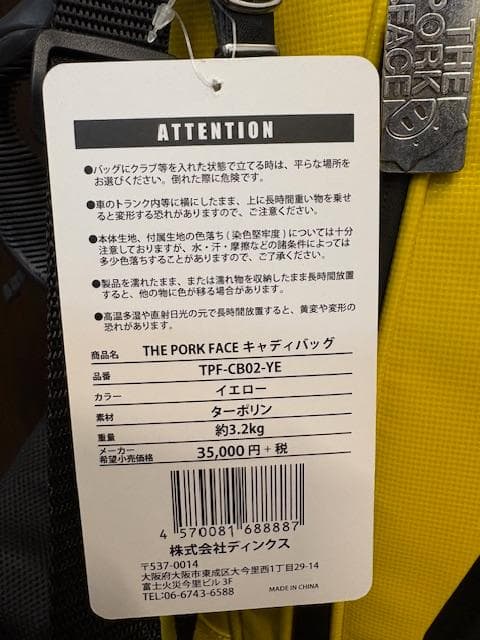 THE
PORK
FACE
ATTENTION
●バッグにクラブ等を入れた状態で立てる時は、平らな場所を
お選びください。倒れた際に危険です。
●車のトランク内等に横にしたまま、上に長時間重い物を乗せ
ると変形する恐れがありますので、ご注意ください。
●本体生地、付属生地の色落ち(染色堅牢度)については十分
注意しておりますが、水・汗・摩擦などの諸条件によっては
多少色落ちすることがありますので、ご了承ください。
●製品を濡れたまま、または濡れ物を収納したまま長時間放置
すると、他の物に色が移る場合があります。
●高温多湿や直射日光の元で長時間放置すると、黄変や変形の
恐れがあります。
商品名 THE PORK FACE キャディバッグ
品番 TPF-CB02-YE
カラー イエロー
素材 ターポリン
重量 約3.2kg
メーカー
希望小売価格 35,000円+税
4 570081 688887
株式会社ディンクス
〒537-0014
大阪府大阪市東成区大今里西1丁目29-14
富士火災今里ビル3F
TEL:06-6743-6588 MADE IN CHINA